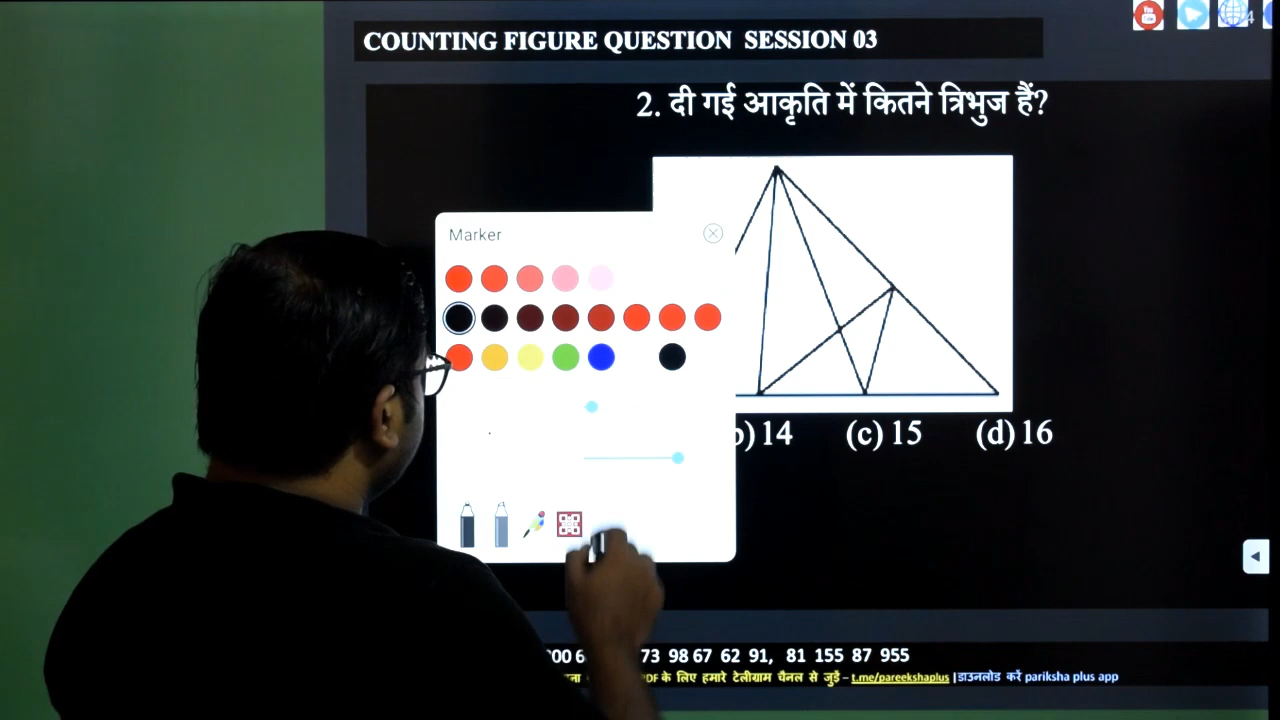 COUNTING FIGURE QUESTION SESSION 03
2. दी गई आकृति में कितने त्रिभुज हैं?
Marker
14 (c) 15 (d) 16
73 98 67 62 91, 81 155 87 955
के लिए हमारे टेलीग्राम चैनल से जुड़ें – t.me/pareekshaplus | डाउनलोड करें pariksha plus app